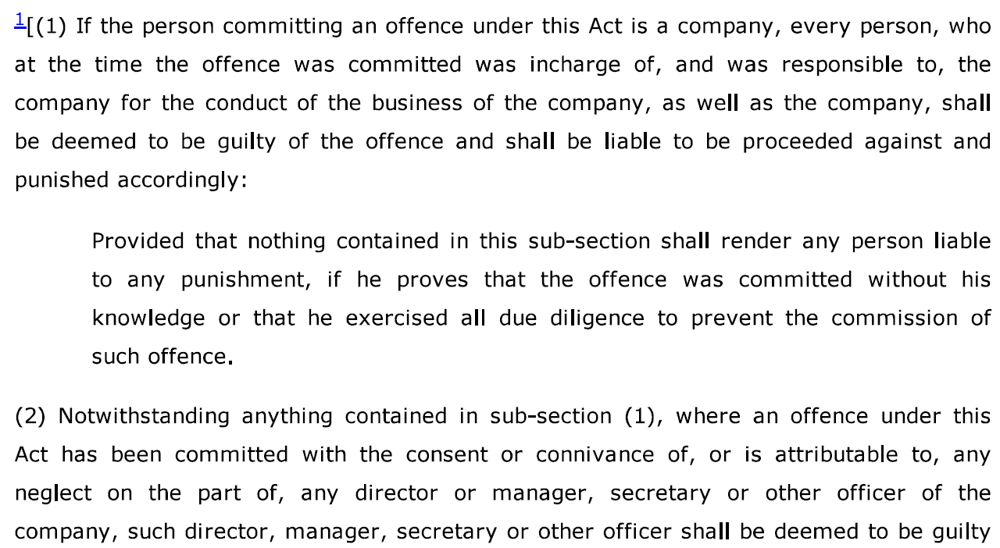 1[(1) If the person committing an offence under this Act is a company, every person, who
at the time the offence was committed was incharge of, and was responsible to, the
company for the conduct of the business of the company, as well as the company, shall
be deemed to be guilty of the offence and shall be liable to be proceeded against and
punished accordingly:
Provided that nothing contained in this sub-section shall render any person liable
to any punishment, if he proves that the offence was committed without his
knowledge or that he exercised all due diligence to prevent the commission of
such offence.
(2) Notwithstanding anything contained in sub-section (1), where an offence under this
Act has been committed with the consent or connivance of, or is attributable to, any
neglect on the part of, any director or manager, secretary or other officer of the
company, such director, manager, secretary or other officer shall be deemed to be guilty